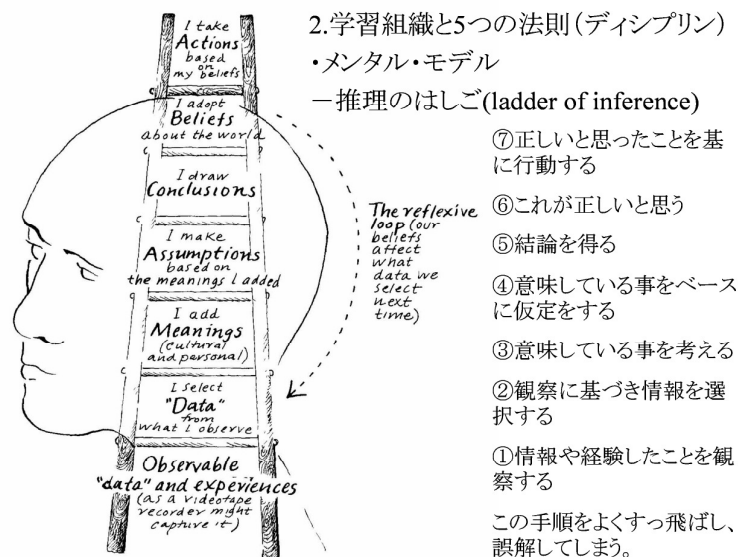 2.学習組織と5つの法則(ディシプリン)
・メンタル・モデル
－推理のはしご(ladder of inference)
I take
Actions
based
on
my beliefs
I adopt
Beliefs
about the world
I draw
Conclusions
I make
Assumptions
based on
the meanings I added
I add
Meanings
(cultural
and personal)
I select
"Data"
from
what I observe
Observable
"data" and experiences
(as a videotape
recorder might
capture it)
The reflexive
loop (our
beliefs
affect
what
data we
select
next
time)
⑦正しいと思ったことを基
に行動する
⑥これが正しいと思う
⑤結論を得る
④意味している事をベース
に仮定をする
③意味している事を考える
②観察に基づき情報を選
択する
①情報や経験したことを観
察する
この手順をよくすっ飛ばし、
誤解してしまう。